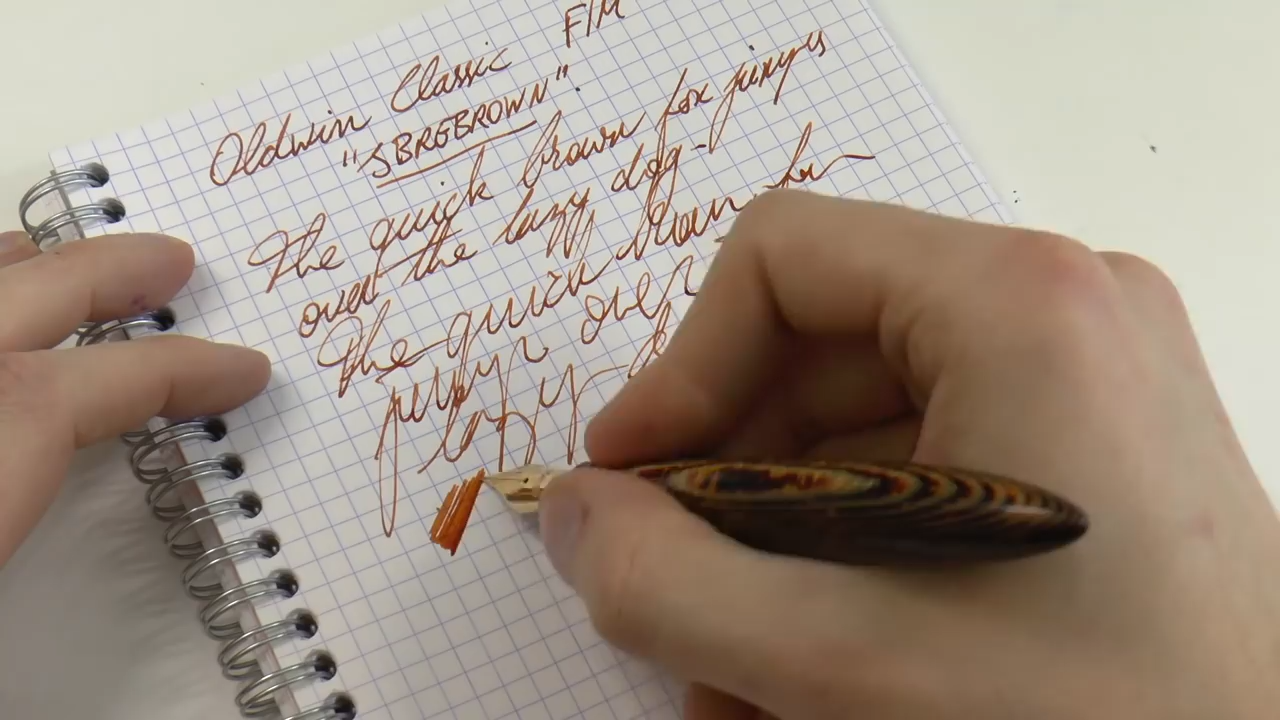 Oldwin Classic F/M
"SBREBROWN"
The quick brown fox jumps
over the lazy dog-
The quick brown fox
jumps over
lazy d